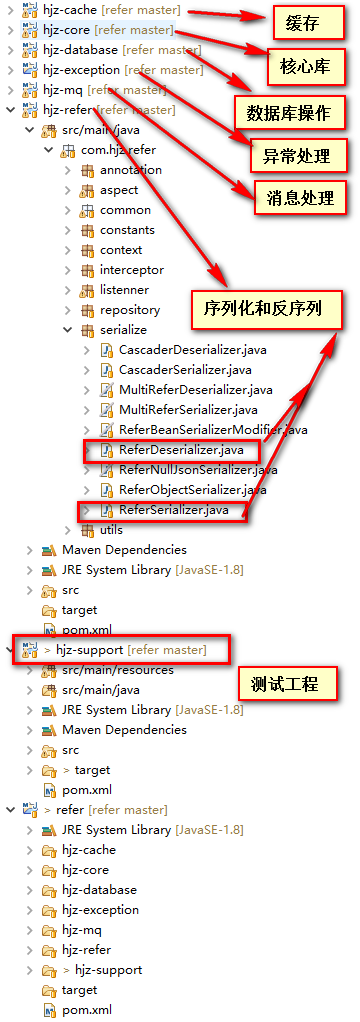 hjz-cache [refer master]
缓存
hjz-core [refer master]
核心库
hjz-database [refer master]
数据库操作
hjz-exception [refer master]
异常处理
hjz-mq [refer master]
消息处理
hjz-refer [refer master]
src/main/java
com.hjz.refer
annotation
aspect
common
constants
context
interceptor
listenner
序列化和反序列
repository
serialize
CascaderDeserializer.java
CascaderSerializer.java
MultiReferDeserializer.java
MultiReferSerializer.java
ReferBeanSerializerModifier.java
ReferDeserializer.java
ReferNullJsonSerializer.java
ReferObjectSerializer.java
ReferSerializer.java
utils
Maven Dependencies
JRE System Library [JavaSE-1.8]
src
target
pom.xml
> hjz-support [refer master]
src/main/resources
测试工程
src/main/java
JRE System Library [JavaSE-1.8]
Maven Dependencies
src
> target
pom.xml
> refer [refer master]
JRE System Library [JavaSE-1.8]
hjz-cache
hjz-core
hjz-database
hjz-exception
hjz-mq
hjz-refer
> hjz-support
target
pom.xml